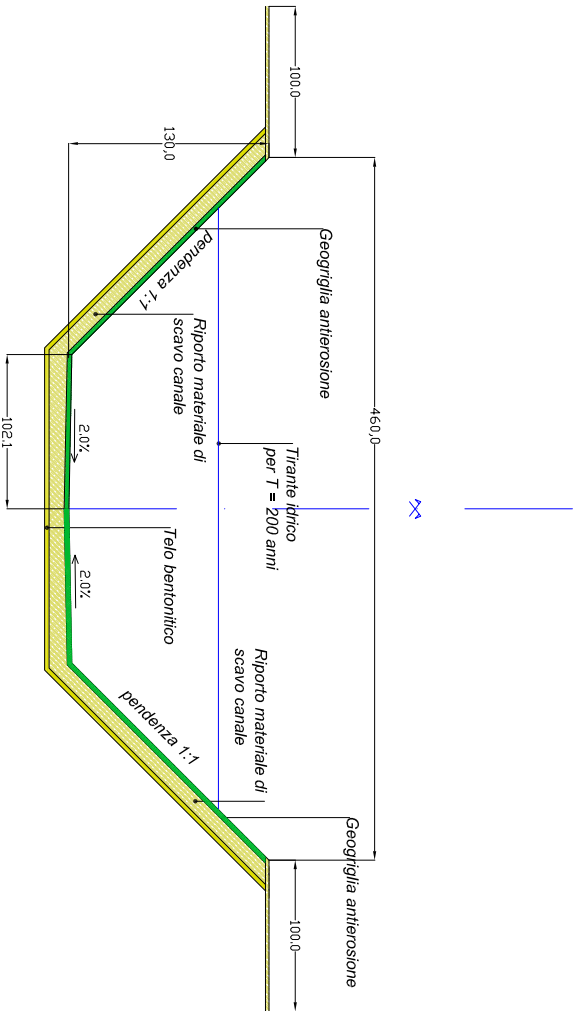 460,0
100.0
100.0
130,0
Geogriglia antierosione
Geogriglia antierosione
Tirante idrico
per T = 200 anni
Riporto materiale di
scavo canale
Riporto materiale di
scavo canale
pendenza 1:1
pendenza 1:1
Telo bentonitico
2.0%
2.0%
102.1